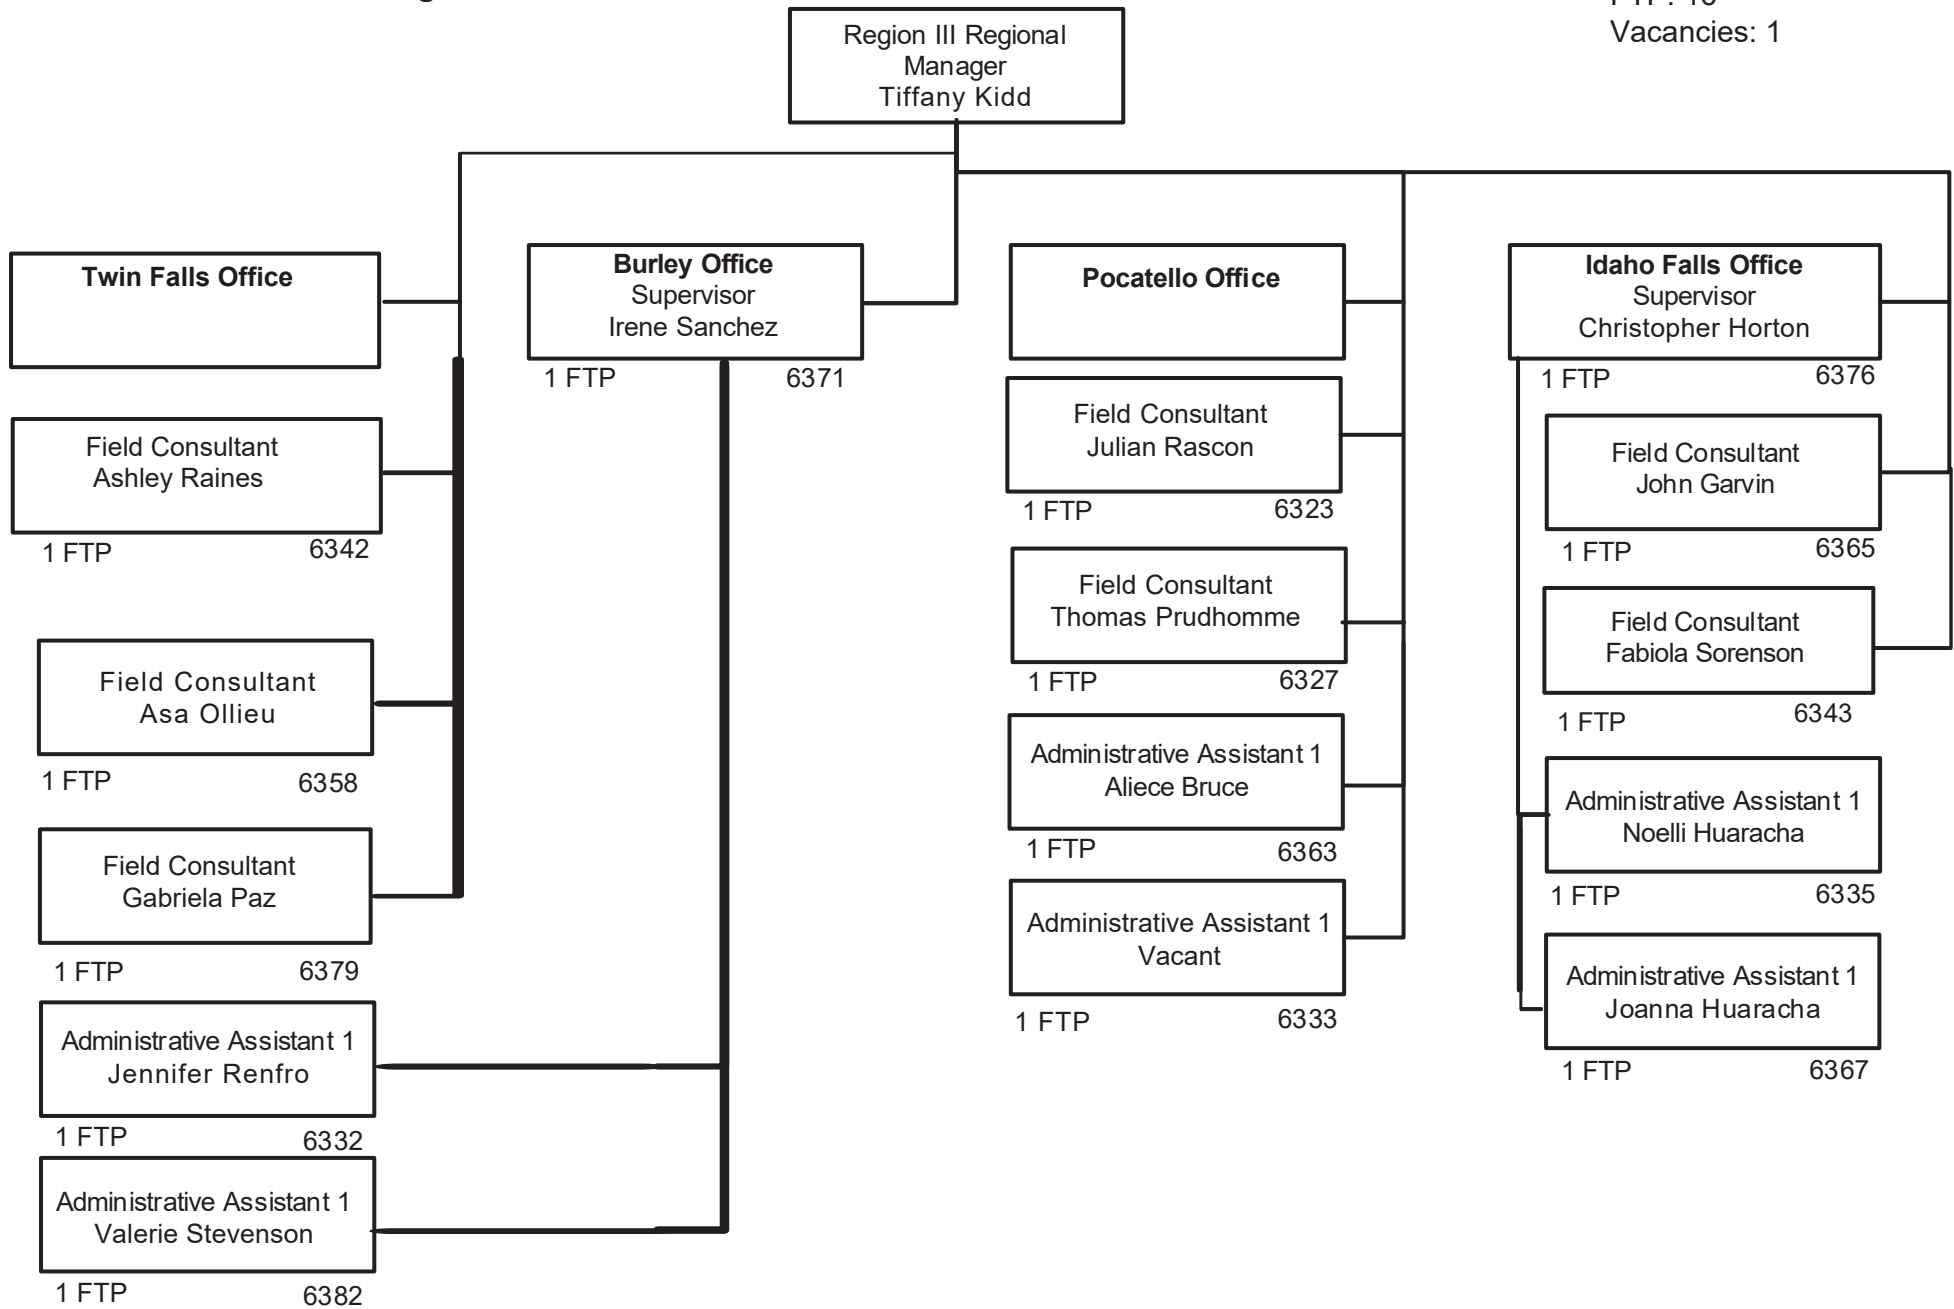 Vacancies: 1
Region III Regional
Manager
Tiffany Kidd
Twin Falls Office
Burley Office
Supervisor
Irene Sanchez
1 FTP 6371
Pocatello Office
Idaho Falls Office
Supervisor
Christopher Horton
1 FTP 6376
Field Consultant
Ashley Raines
1 FTP 6342
Field Consultant
Asa Ollieu
1 FTP 6358
Field Consultant
Gabriela Paz
1 FTP 6379
Administrative Assistant 1
Jennifer Renfro
1 FTP 6332
Administrative Assistant 1
Valerie Stevenson
1 FTP 6382
Field Consultant
Julian Rascon
1 FTP 6323
Field Consultant
Thomas Prudhomme
1 FTP 6327
Administrative Assistant 1
Aliece Bruce
1 FTP 6363
Administrative Assistant 1
Vacant
1 FTP 6333
Field Consultant
John Garvin
1 FTP 6365
Field Consultant
Fabiola Sorenson
1 FTP 6343
Administrative Assistant 1
Noelli Huaracha
1 FTP 6335
Administrative Assistant 1
Joanna Huaracha
1 FTP 6367